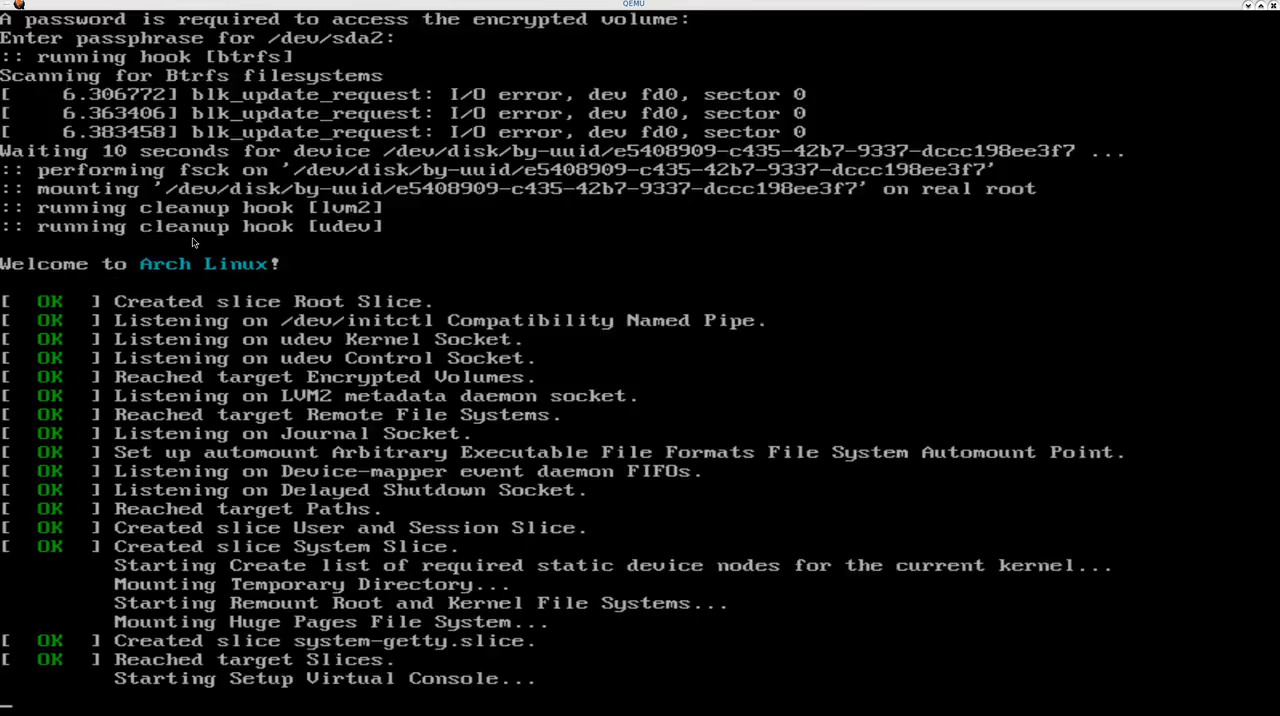 QEMU
A password is required to access the encrypted volume:
Enter passphrase for /dev/sda2:
:: running hook [btrfs]
Scanning for Btrfs filesystems
[    6.306772] blk_update_request: I/O error, dev fd0, sector 0
[    6.363406] blk_update_request: I/O error, dev fd0, sector 0
[    6.383458] blk_update_request: I/O error, dev fd0, sector 0
Waiting 10 seconds for device /dev/disk/by-uuid/e5408909-c435-42b7-9337-dccc198ee3f7 ...
:: performing fsck on '/dev/disk/by-uuid/e5408909-c435-42b7-9337-dccc198ee3f7'
:: mounting '/dev/disk/by-uuid/e5408909-c435-42b7-9337-dccc198ee3f7' on real root
:: running cleanup hook [lvm2]
:: running cleanup hook [udev]
Welcome to Arch Linux!
[  OK  ] Created slice Root Slice.
[  OK  ] Listening on /dev/initctl Compatibility Named Pipe.
[  OK  ] Listening on udev Kernel Socket.
[  OK  ] Listening on udev Control Socket.
[  OK  ] Reached target Encrypted Volumes.
[  OK  ] Listening on LVM2 metadata daemon socket.
[  OK  ] Reached target Remote File Systems.
[  OK  ] Listening on Journal Socket.
[  OK  ] Set up automount Arbitrary Executable File Formats File System Automount Point.
[  OK  ] Listening on Device-mapper event daemon FIFOs.
[  OK  ] Listening on Delayed Shutdown Socket.
[  OK  ] Reached target Paths.
[  OK  ] Created slice User and Session Slice.
[  OK  ] Created slice System Slice.
Starting Create list of required static device nodes for the current kernel...
Mounting Temporary Directory...
Starting Remount Root and Kernel File Systems...
Mounting Huge Pages File System...
[  OK  ] Created slice system-getty.slice.
[  OK  ] Reached target Slices.
Starting Setup Virtual Console...